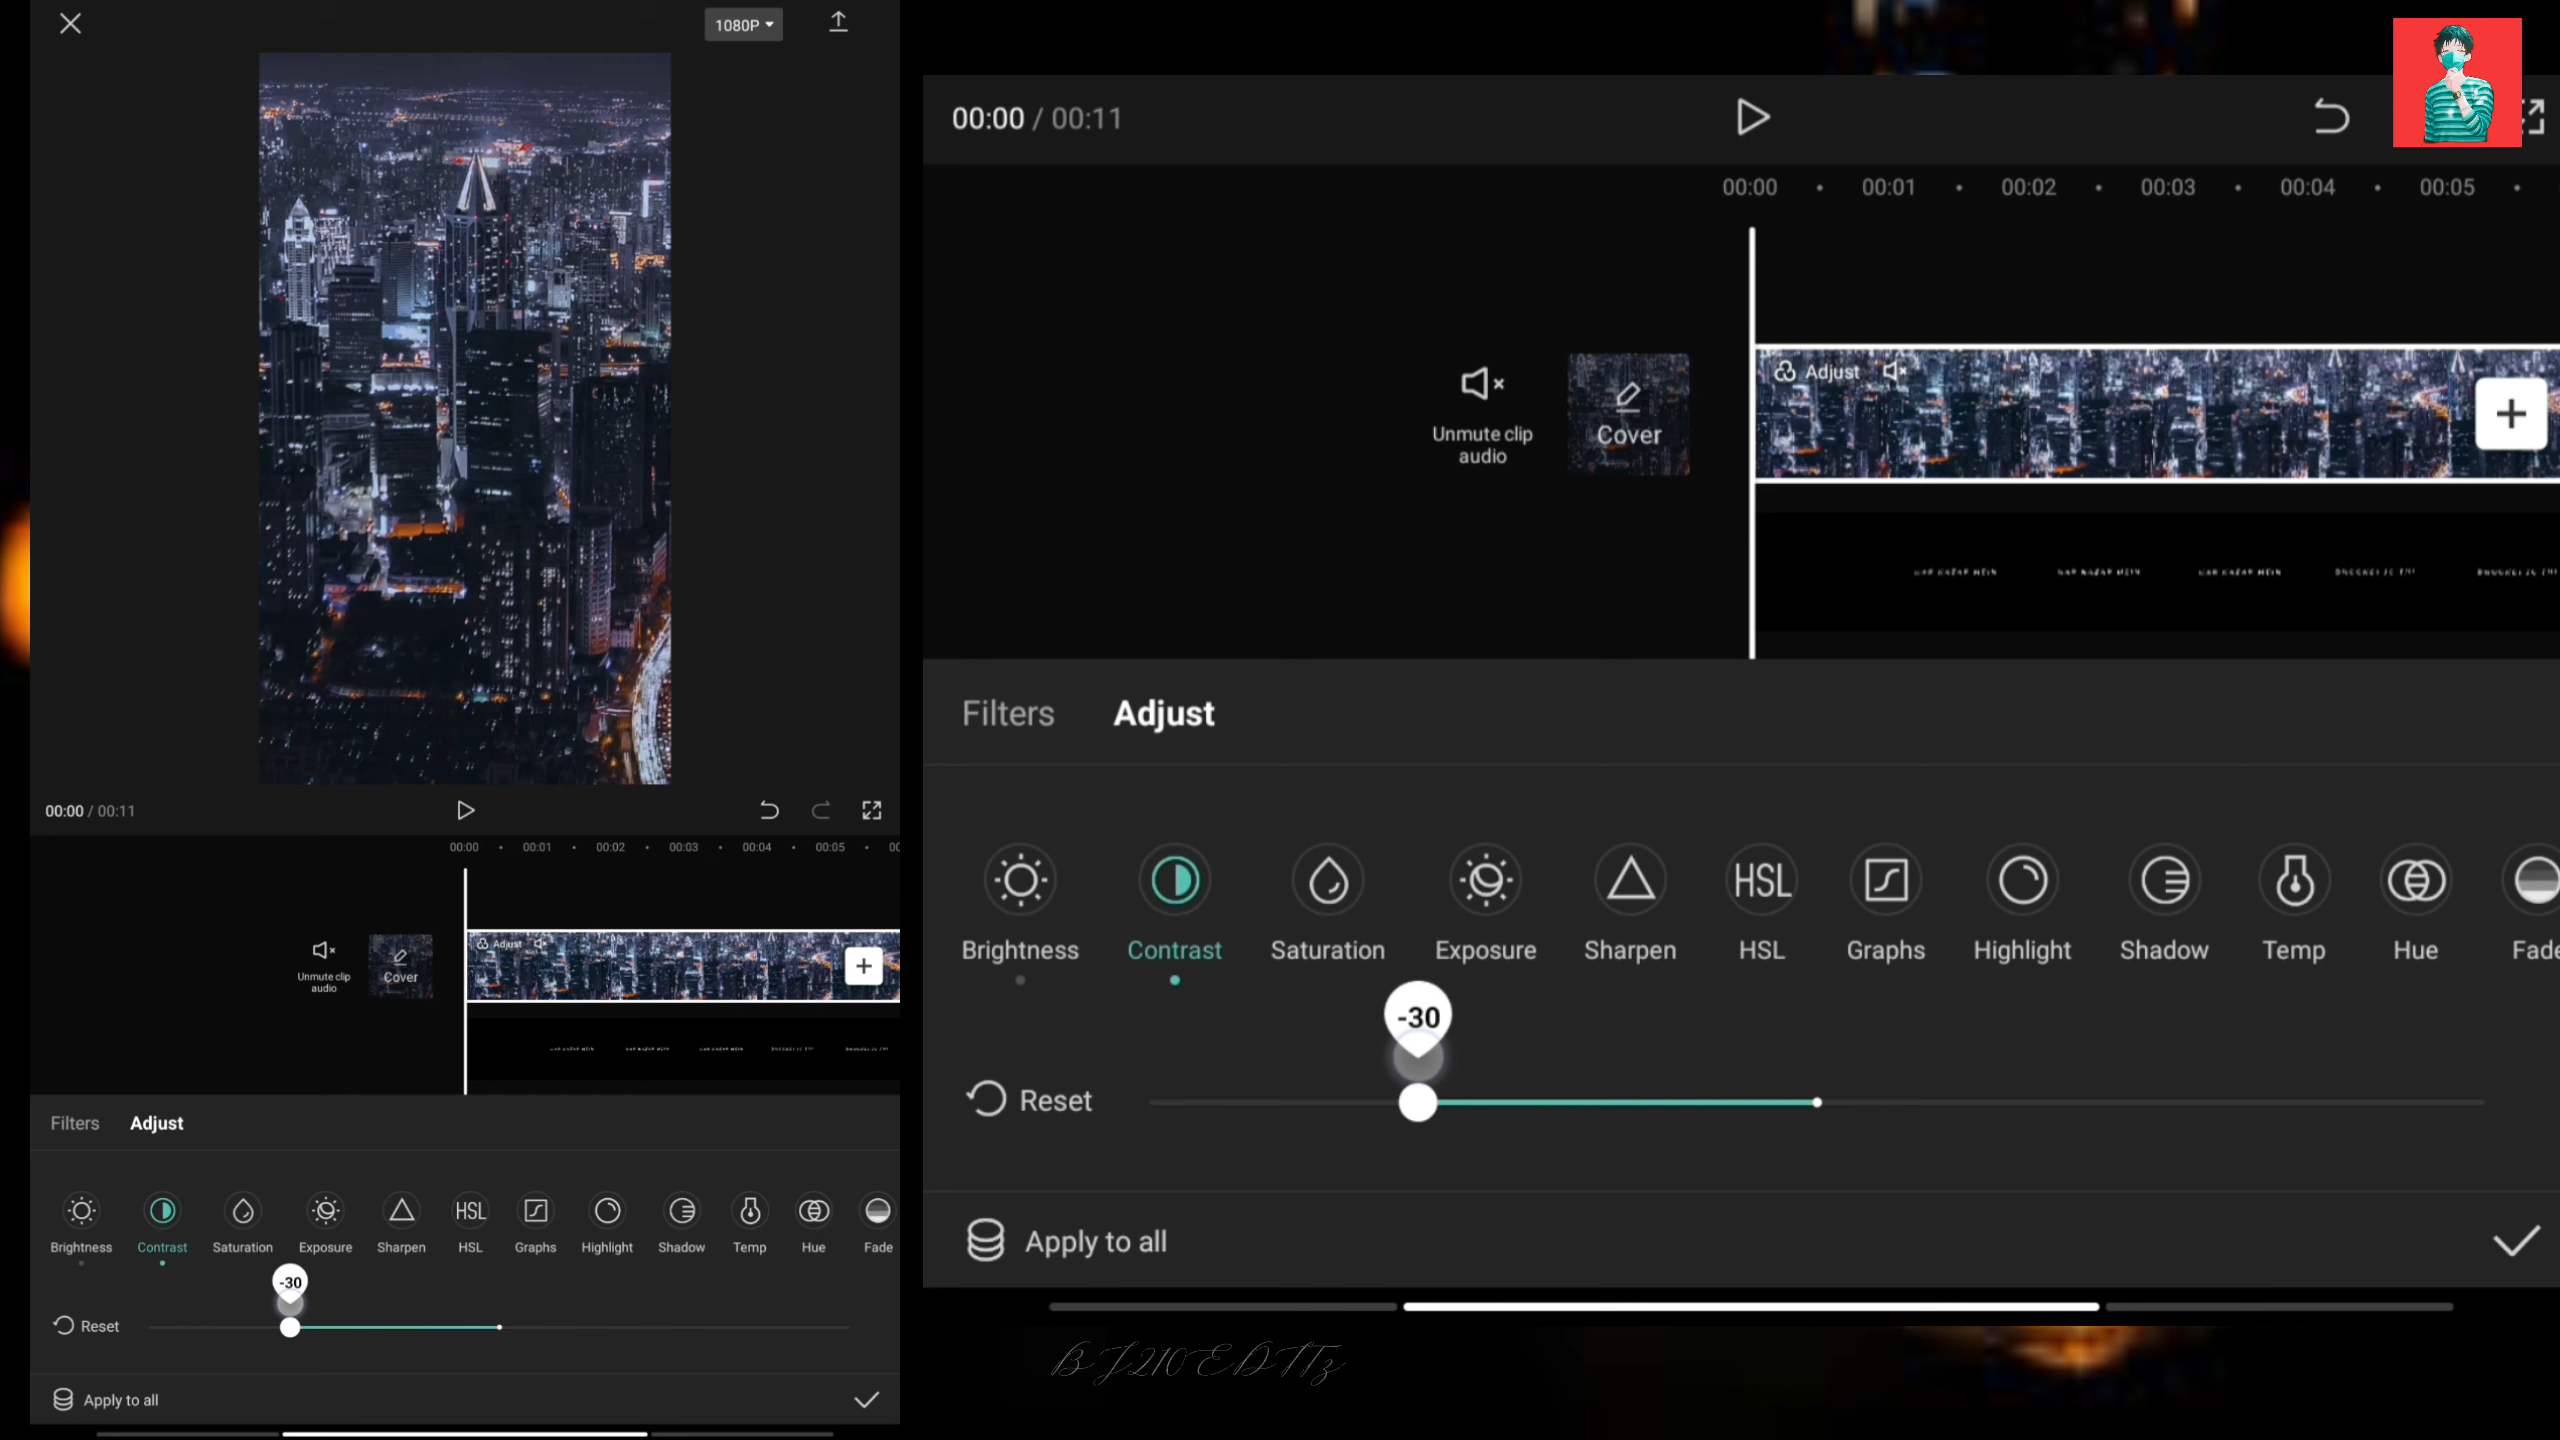 1080P
00:00 / 00:11
00:00 00:01 00:02 00:03 00:04 00:05
Unmute clip
audio
Cover
Adjust
Filters Adjust
Brightness Contrast Saturation Exposure Sharpen HSL Graphs Highlight Shadow Temp Hue Fade
HSL
-30
Reset
Apply to all
00:00 / 00:11
00:00 00:01 00:02 00:03 00:04 00:05
Adjust
Unmute clip
audio
Cover
Filters Adjust
HSL
Brightness Contrast Saturation Exposure Sharpen HSL Graphs Highlight Shadow Temp Hue Fade
-30
Reset
Apply to all
BJ210 EDITz